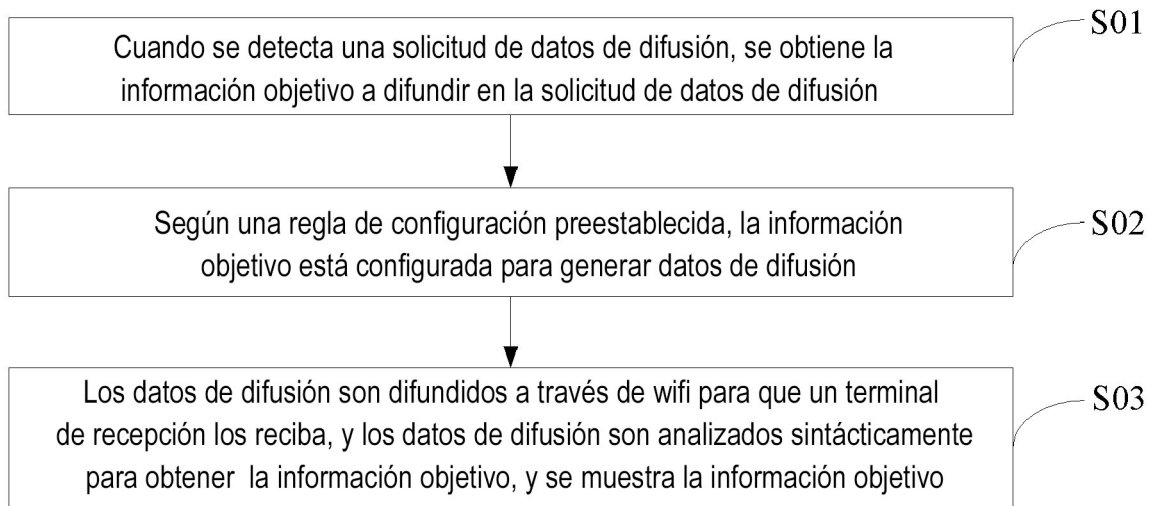 S01
Cuando se detecta una solicitud de datos de difusión, se obtiene la
información objetivo a difundir en la solicitud de datos de difusión
S02
Según una regla de configuración preestablecida, la información
objetivo está configurada para generar datos de difusión
S03
Los datos de difusión son difundidos a través de wifi para que un terminal
de recepción los reciba, y los datos de difusión son analizados sintácticamente
para obtener la información objetivo, y se muestra la información objetivo